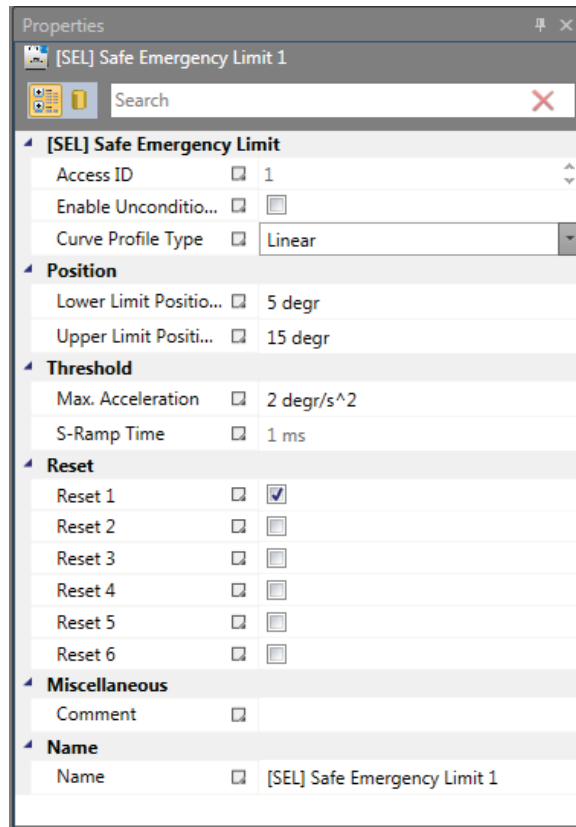 Properties
[SEL] Safe Emergency Limit 1
Search
[SEL] Safe Emergency Limit
Access ID 1
Enable Unconditio...
Curve Profile Type Linear
Position
Lower Limit Positio... 5 degr
Upper Limit Positi... 15 degr
Threshold
Max. Acceleration 2 degr/s^2
S-Ramp Time 1 ms
Reset
Reset 1
Reset 2
Reset 3
Reset 4
Reset 5
Reset 6
Miscellaneous
Comment
Name
Name [SEL] Safe Emergency Limit 1